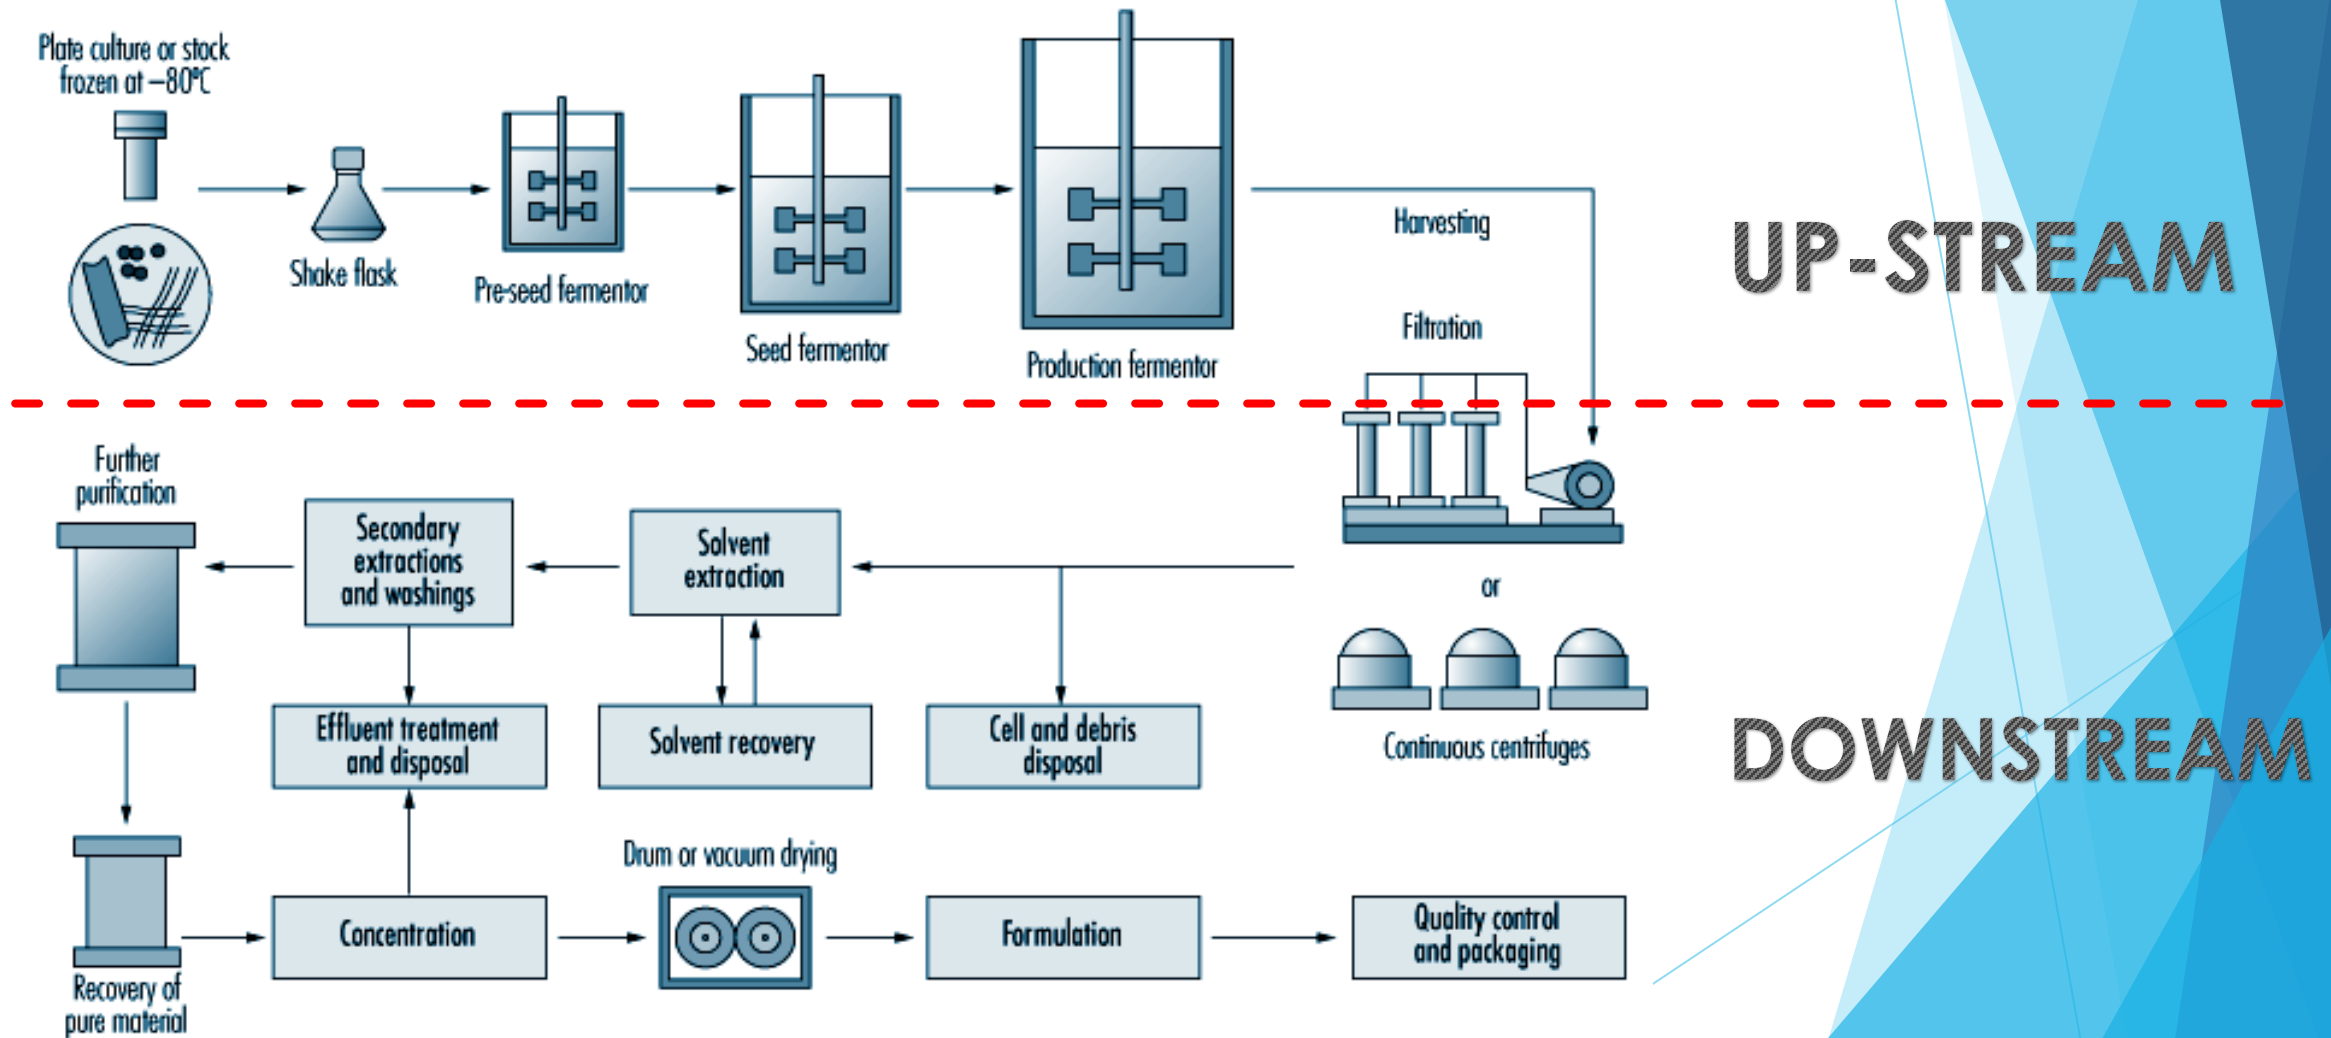 Plate culture or stock
frozen at –80°C
Shake flask
Pre-seed fermentor
Seed fermentor
Production fermentor
Harvesting
UP-STREAM
Filtration
or
Continuous centrifuges
DOWNSTREAM
Further
purification
Secondary
extractions
and washings
Solvent
extraction
Effluent treatment
and disposal
Solvent recovery
Cell and debris
disposal
Recovery of
pure material
Concentration
Drum or vacuum drying
Formulation
Quality control
and packaging